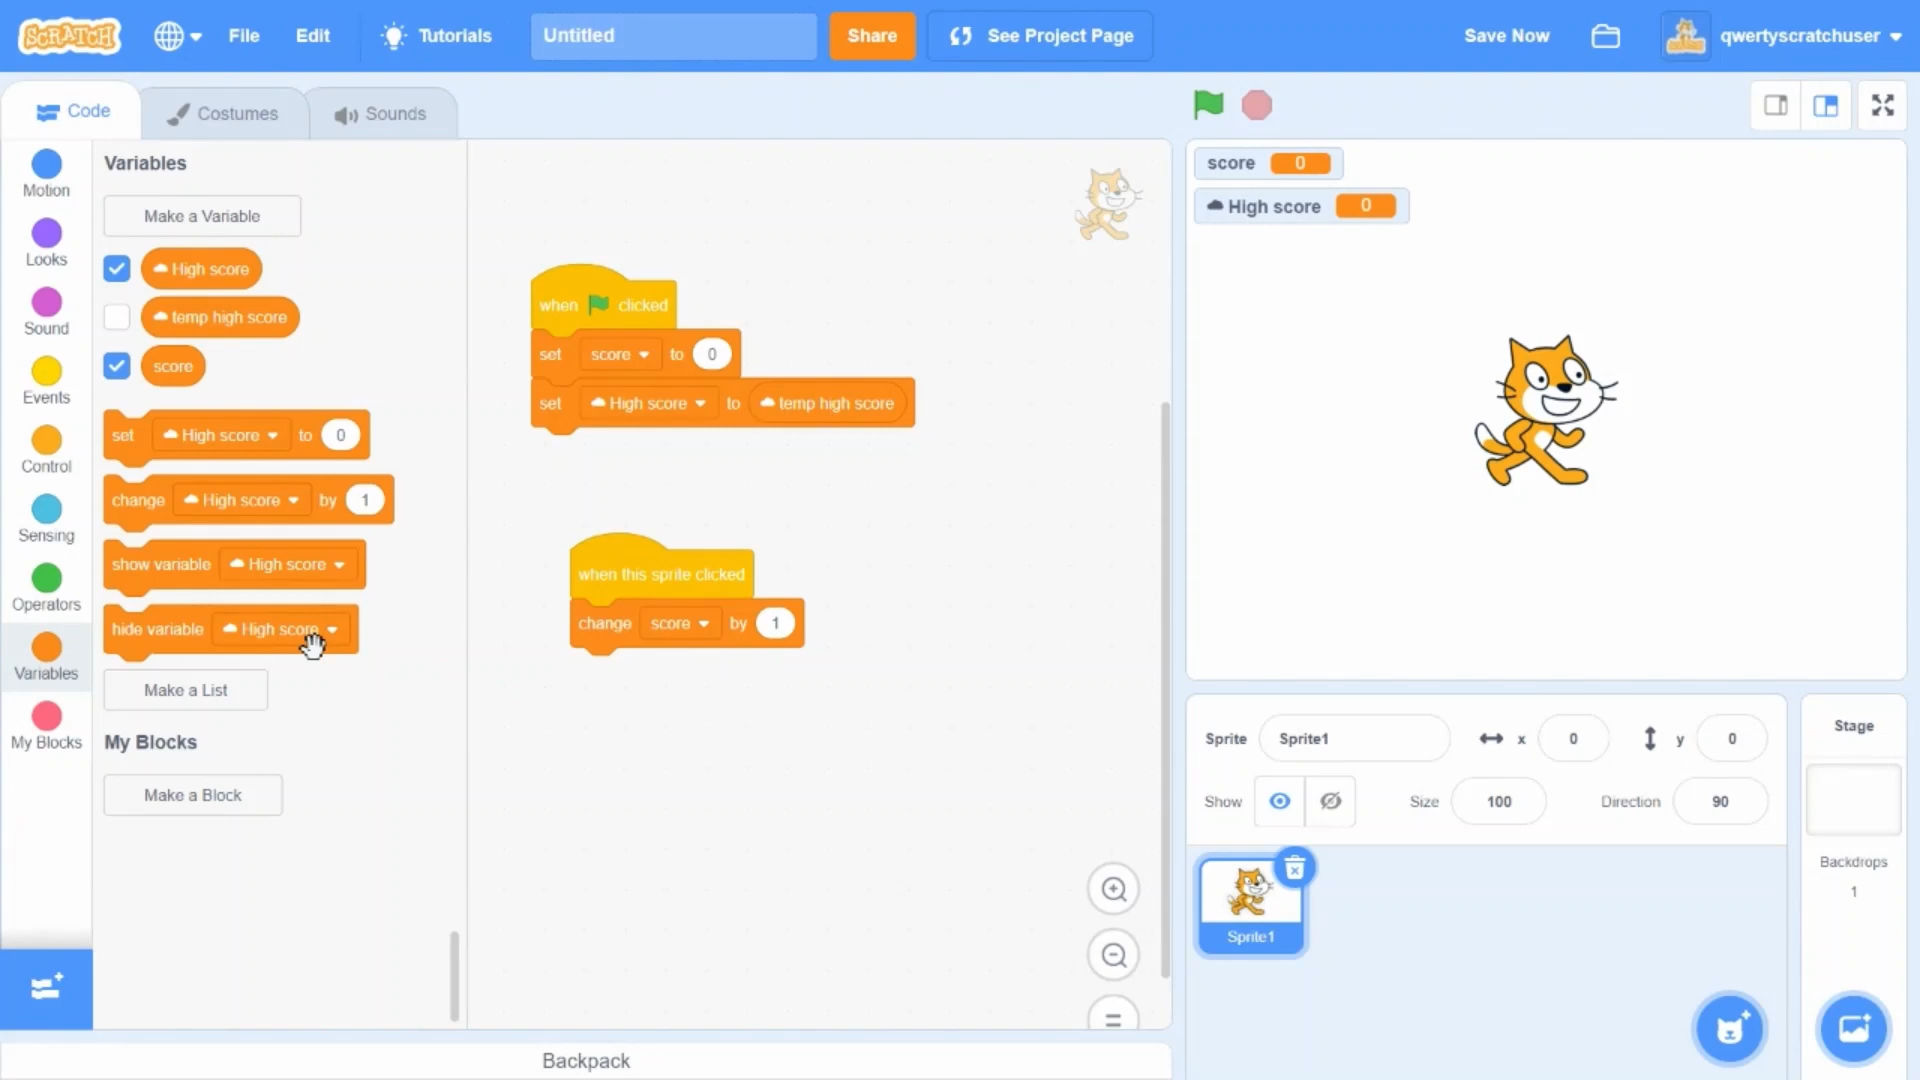 SCRATCH File Edit Tutorials Untitled Share See Project Page Save Now qwertyscratchuser
Code Costumes Sounds
Motion
Looks
Sound
Events
Control
Sensing
Operators
Variables
My Blocks
Variables
Make a Variable
High score
temp high score
score
set High score to 0
change High score by 1
show variable High score
hide variable High score
Make a List
My Blocks
Make a Block
when clicked
set score to 0
set High score to temp high score
when this sprite clicked
change score by 1
Backpack
score 0
High score 0
Sprite Sprite1 x 0 y 0
Show Size 100 Direction 90
Sprite1
Stage
Backdrops
1